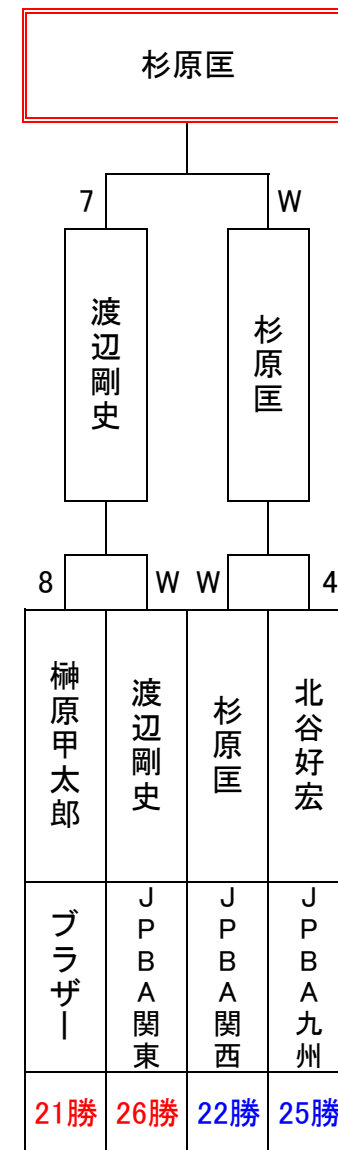 杉原匡
7 W
渡辺剛史
杉原匡
8 W W 4
榊原甲太郎
渡辺剛史
杉原匡
北谷好宏
ブラザー
JPBA関東
JPBA関西
JPBA九州
21勝 26勝 22勝 25勝